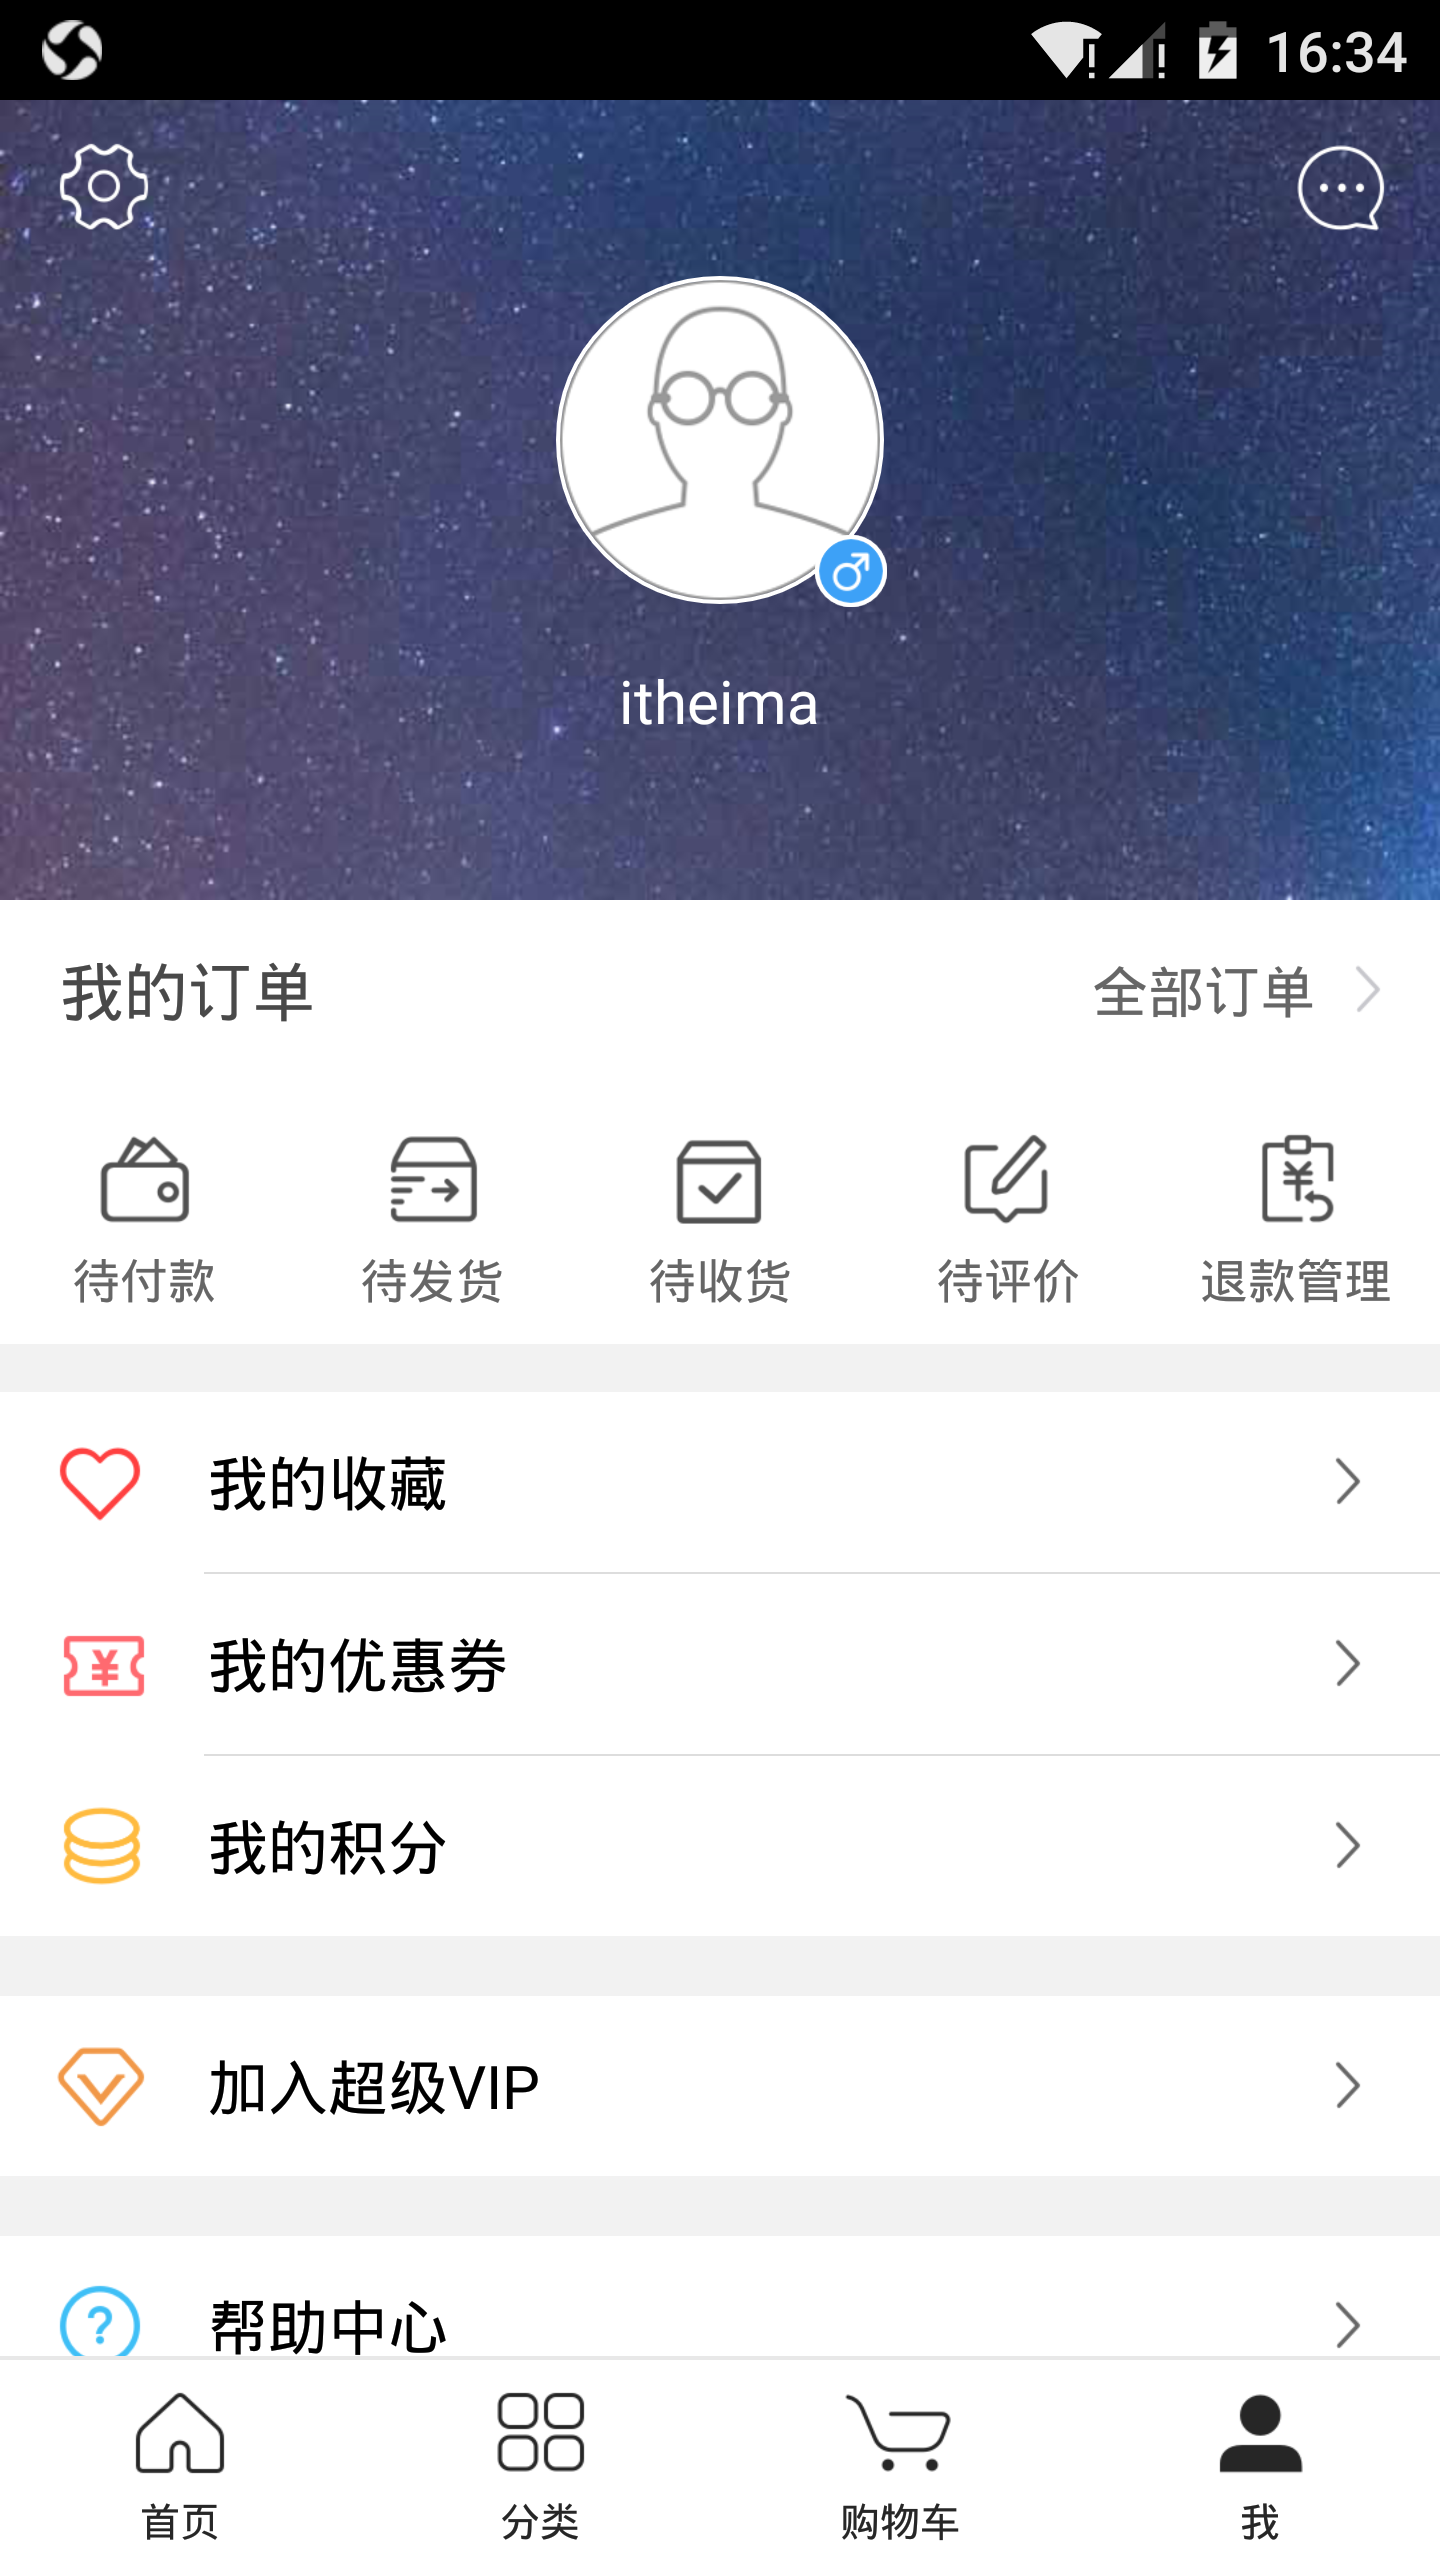 16:34
itheima
我的订单 全部订单
待付款 待发货 待收货 待评价 退款管理
我的收藏
我的优惠券
我的积分
加入超级VIP
帮助中心
首页 分类 购物车 我